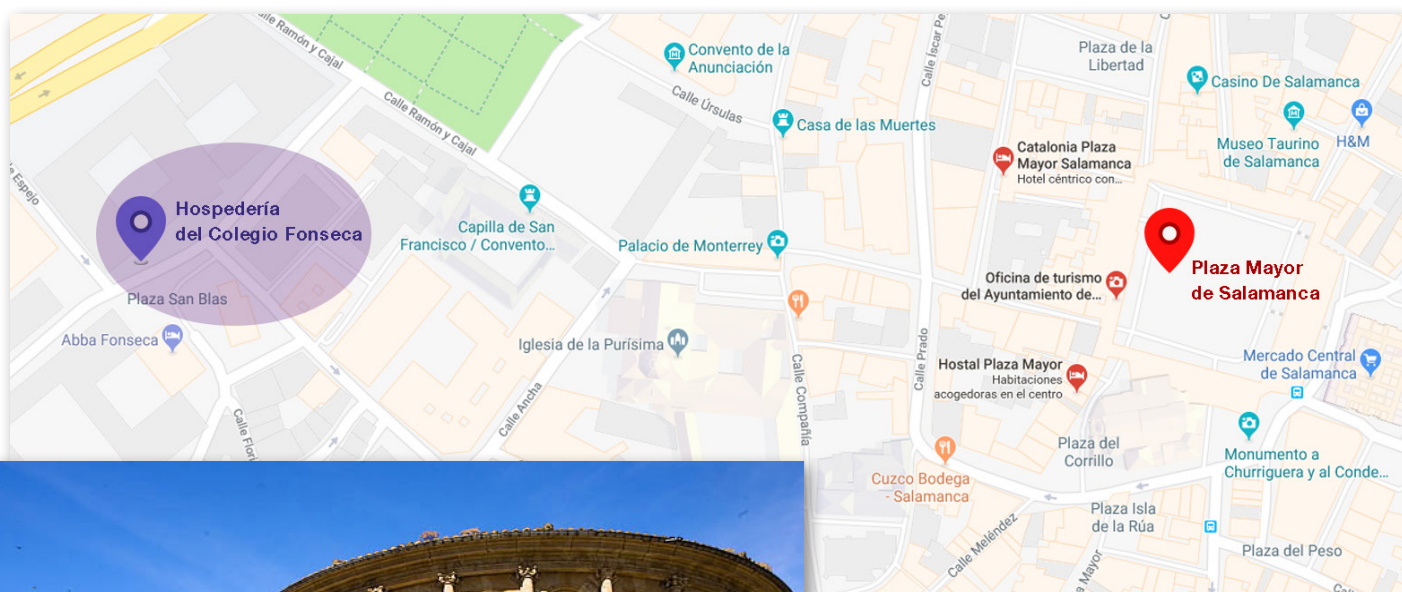 Calle Ramón y Cajal
Calle Ramón y Cajal
Convento de la
Anunciación
Calle Úrsulas
Casa de las Muertes
Calle Íscar Pe
Plaza de la
Libertad
Casino De Salamanca
Museo Taurino
de Salamanca
H&M
Catalonia Plaza
Mayor Salamanca
Hotel céntrico con...
Espejo
Hospedería
del Colegio Fonseca
Capilla de San
Francisco / Convento...
Palacio de Monterrey
Oficina de turismo
del Ayuntamiento de...
Plaza Mayor
de Salamanca
Plaza San Blas
Abba Fonseca
Iglesia de la Purísima
Calle Prado
Hostal Plaza Mayor
Habitaciones
acogedoras en el centro
Mercado Central
de Salamanca
Calle Ancha
Calle Compañía
Calle Flori
Plaza del
Corrillo
Monumento a
Churriguera y al Conde...
Cuzco Bodega
- Salamanca
Plaza Isla
de la Rúa
Calle Meléndez
Mayor
Plaza del Peso